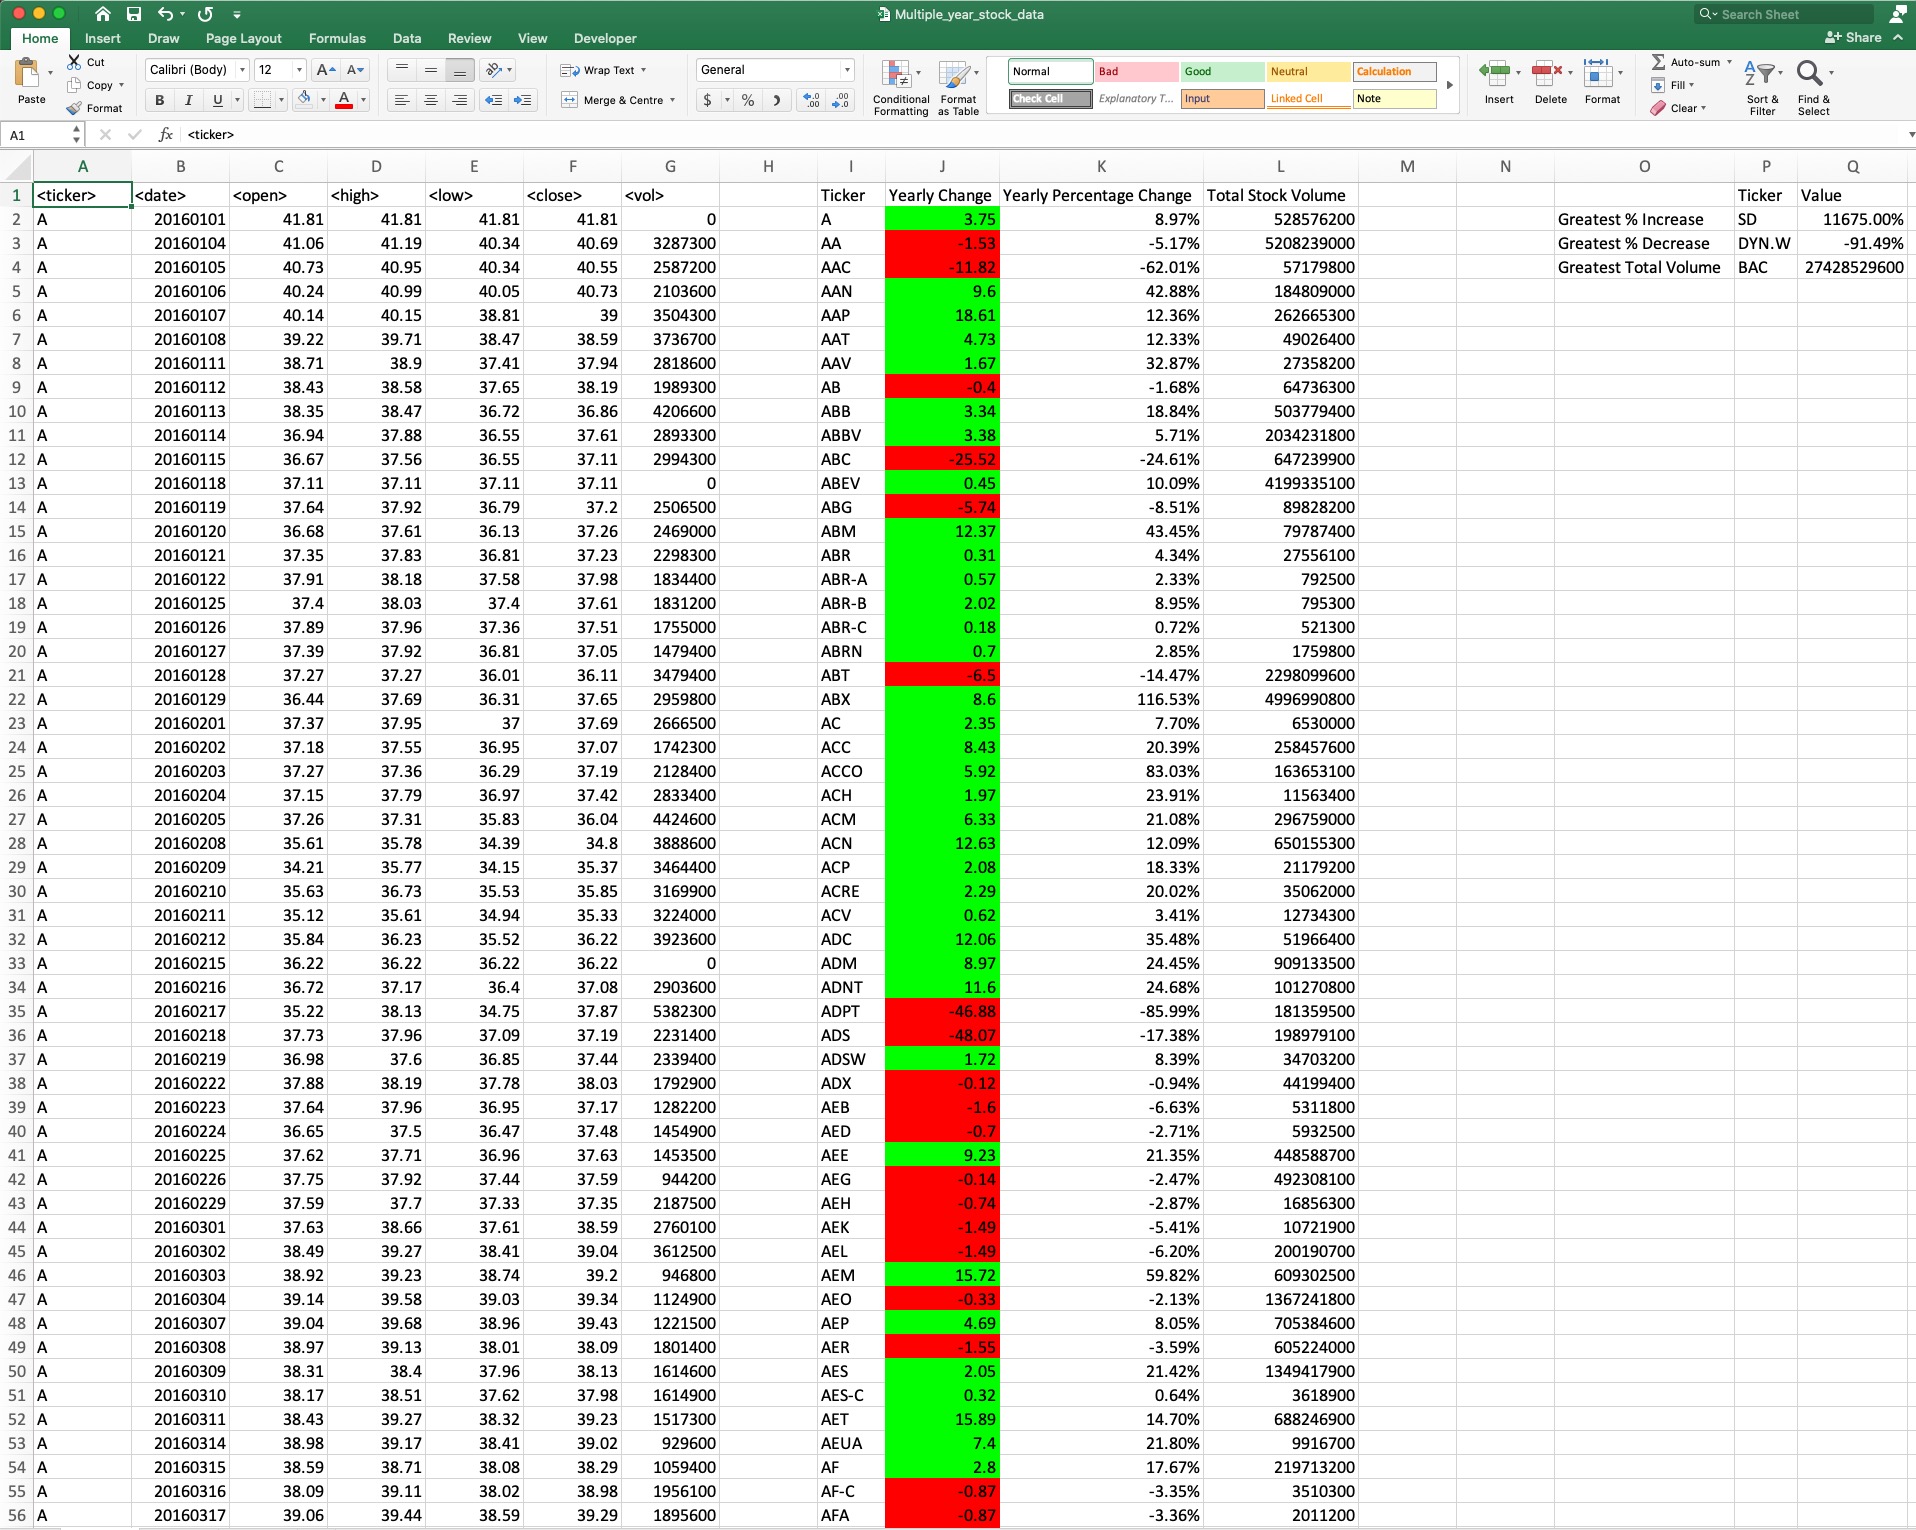 Multiple_year_stock_data
Search Sheet
Home Insert Draw Page Layout Formulas Data Review View Developer Share
Paste Cut Copy Format Calibri (Body) 12 Wrap Text Merge & Centre General Conditional Formatting Format as Table Normal Bad Good Neutral Calculation Check Cell Explanatory T... Input Linked Cell Note Insert Delete Format Auto-sum Fill Clear Sort & Filter Find & Select
A1 fx <ticker>
A B C D E F G H I J K L M N O P Q
1 <ticker> <date> <open> <high> <low> <close> <vol> Ticker Yearly Change Yearly Percentage Change Total Stock Volume Ticker Value
2 A 20160101 41.81 41.81 41.81 41.81 0 A 3.75 8.97% 528576200 Greatest % Increase SD 11675.00%
3 A 20160104 41.06 41.19 40.34 40.69 3287300 AA -1.53 -5.17% 5208239000 Greatest % Decrease DYN.W -91.49%
4 A 20160105 40.73 40.95 40.34 40.55 2587200 AAC -11.82 -62.01% 57179800 Greatest Total Volume BAC 27428529600
5 A 20160106 40.24 40.99 40.05 40.73 2103600 AAN 9.6 42.88% 184809000
6 A 20160107 40.14 40.15 38.81 39 3504300 AAP 18.61 12.36% 262665300
7 A 20160108 39.22 39.71 38.47 38.59 3736700 AAT 4.73 12.33% 49026400
8 A 20160111 38.71 38.9 37.41 37.94 2818600 AAV 1.67 32.87% 27358200
9 A 20160112 38.43 38.58 37.65 38.19 1989300 AB -0.4 -1.68% 64736300
10 A 20160113 38.35 38.47 36.72 36.86 4206600 ABB 3.34 18.84% 503779400
11 A 20160114 36.94 37.88 36.55 37.61 2893300 ABBV 3.38 5.71% 2034231800
12 A 20160115 36.67 37.56 36.55 37.11 2994300 ABC -25.52 -24.61% 647239900
13 A 20160118 37.11 37.11 37.11 37.11 0 ABEV 0.45 10.09% 4199335100
14 A 20160119 37.64 37.92 36.79 37.2 2506500 ABG -5.74 -8.51% 89828200
15 A 20160120 36.68 37.61 36.13 37.26 2469000 ABM 12.37 43.45% 79787400
16 A 20160121 37.35 37.83 36.81 37.23 2298300 ABR 0.31 4.34% 27556100
17 A 20160122 37.91 38.18 37.58 37.98 1834400 ABR-A 0.57 2.33% 792500
18 A 20160125 37.4 38.03 37.4 37.61 1831200 ABR-B 2.02 8.95% 795300
19 A 20160126 37.89 37.96 37.36 37.51 1755000 ABR-C 0.18 0.72% 521300
20 A 20160127 37.39 37.92 36.81 37.05 1479400 ABRN 0.7 2.85% 1759800
21 A 20160128 37.27 37.27 36.01 36.11 3479400 ABT -6.5 -14.47% 2298099600
22 A 20160129 36.44 37.69 36.31 37.65 2959800 ABX 8.6 116.53% 4996990800
23 A 20160201 37.37 37.95 37 37.69 2666500 AC 2.35 7.70% 6530000
24 A 20160202 37.18 37.55 36.95 37.07 1742300 ACC 8.43 20.39% 258457600
25 A 20160203 37.27 37.36 36.29 37.19 2128400 ACCO 5.92 83.03% 163653100
26 A 20160204 37.15 37.79 36.97 37.42 2833400 ACH 1.97 23.91% 11563400
27 A 20160205 37.26 37.31 35.83 36.04 4424600 ACM 6.33 21.08% 296759000
28 A 20160208 35.61 35.78 34.39 34.8 3888600 ACN 12.63 12.09% 650155300
29 A 20160209 34.21 35.77 34.15 35.37 3464400 ACP 2.08 18.33% 21179200
30 A 20160210 35.63 36.73 35.53 35.85 3169900 ACRE 2.29 20.02% 35062000
31 A 20160211 35.12 35.61 34.94 35.33 3224000 ACV 0.62 3.41% 12734300
32 A 20160212 35.84 36.23 35.52 36.22 3923600 ADC 12.06 35.48% 51966400
33 A 20160215 36.22 36.22 36.22 36.22 0 ADM 8.97 24.45% 909133500
34 A 20160216 36.72 37.17 36.4 37.08 2903600 ADNT 11.6 24.68% 101270800
35 A 20160217 35.22 38.13 34.75 37.87 5382300 ADPT -46.88 -85.99% 181359500
36 A 20160218 37.73 37.96 37.09 37.19 2231400 ADS -48.07 -17.38% 198979100
37 A 20160219 36.98 37.6 36.85 37.44 2339400 ADSW 1.72 8.39% 34703200
38 A 20160222 37.88 38.19 37.78 38.03 1792900 ADX -0.12 -0.94% 44199400
39 A 20160223 37.64 37.96 36.95 37.17 1282200 AEB -1.6 -6.63% 5311800
40 A 20160224 36.65 37.5 36.47 37.48 1454900 AED -0.7 -2.71% 5932500
41 A 20160225 37.62 37.71 36.96 37.63 1453500 AEE 9.23 21.35% 448588700
42 A 20160226 37.75 37.92 37.44 37.59 944200 AEG -0.14 -2.47% 492308100
43 A 20160229 37.59 37.7 37.33 37.35 2187500 AEH -0.74 -2.87% 16856300
44 A 20160301 37.63 38.66 37.61 38.59 2760100 AEK -1.49 -5.41% 10721900
45 A 20160302 38.49 39.27 38.41 39.04 3612500 AEL -1.49 -6.20% 200190700
46 A 20160303 38.92 39.23 38.74 39.2 946800 AEM 15.72 59.82% 609302500
47 A 20160304 39.14 39.58 39.03 39.34 1124900 AEO -0.33 -2.13% 1367241800
48 A 20160307 39.04 39.68 38.96 39.43 1221500 AEP 4.69 8.05% 705384600
49 A 20160308 38.97 39.13 38.01 38.09 1801400 AER -1.55 -3.59% 605224000
50 A 20160309 38.31 38.4 37.96 38.13 1614600 AES 2.05 21.42% 1349417900
51 A 20160310 38.17 38.51 37.62 37.98 1614900 AES-C 0.32 0.64% 3618900
52 A 20160311 38.43 39.27 38.32 39.23 1517300 AET 15.89 14.70% 688246900
53 A 20160314 38.98 39.17 38.41 39.02 929600 AEUA 7.4 21.80% 9916700
54 A 20160315 38.59 38.71 38.08 38.29 1059400 AF 2.8 17.67% 219713200
55 A 20160316 38.09 39.11 38.02 38.98 1956100 AF-C -0.87 -3.35% 3510300
56 A 20160317 39.06 39.44 38.59 39.29 1895600 AFA -0.87 -3.36% 2011200